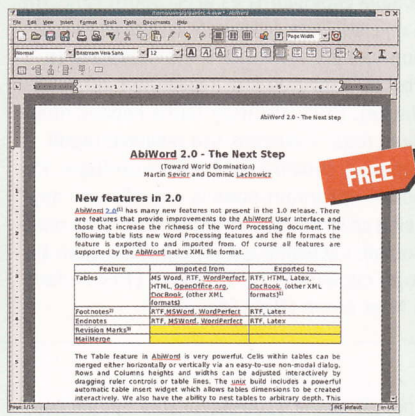 File Edit View Insert Format Tools Table Documents Help
Page Width
Normal Bitstream Vera Sans 12
AbiWord 2.0 - The Next step
AbiWord 2.0 - The Next Step
(Toward World Domination)
Martin Sevior and Dominic Lachowicz
FREE
New features in 2.0
AbiWord 2.0[1] has many new features not present in the 1.0 release. There
are features that provide improvements to the AbiWord User interface and
those that increase the richness of the Word Processing document. The
following table lists new Word Processing features and the file formats the
feature is exported to and imported from. Of course all features are
supported by the AbiWord native XML file format.
Feature Imported from Exported to.
Tables MS Word, RTF, WordPerfect, RTF, HTML, Latex,
HTML, OpenOffice.org, DocBook, (other XML
DocBook, (other XML formats)
formats)
Footnotes RTF,MSWord, WordPerfect RTF, Latex
Endnotes RTF, MSWord, WordPerfect RTF, Latex
Revision Marks
MailMerge
The Table feature in AbiWord is very powerful. Cells within tables can be
merged either horizontally or vertically via an easy-to-use non-modal dialog.
Rows and Columns heights and widths can be adjusted interactively by
dragging ruler controls or table lines. The unix build includes a powerful
automatic table insert widget which allows tables dimensions to be created
interactively. We also have the ability to nest tables to arbitrary depth. This
Page 1/15 INS default en-US